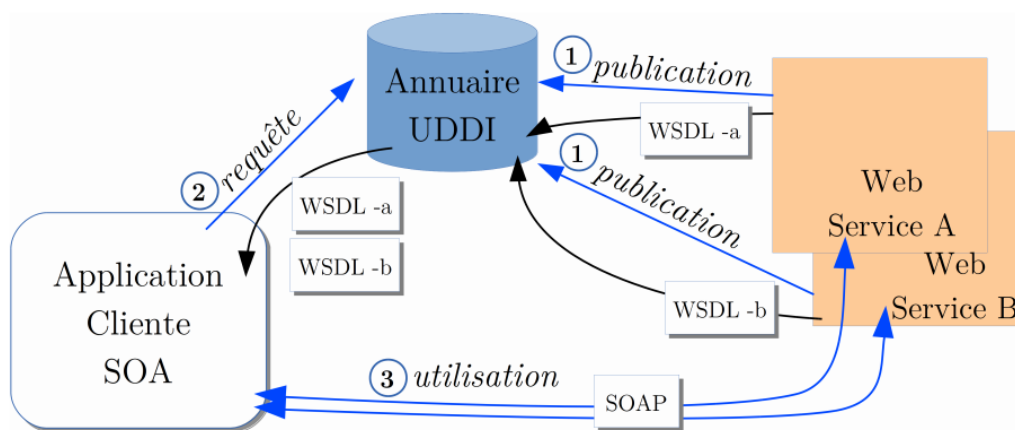 Annuaire
UDDI
1 publication
WSDL -a
1 publication
2 requête
WSDL -a
WSDL -b
Web
Service A
Web
Service B
WSDL -b
Application
Cliente
SOA
3 utilisation
SOAP